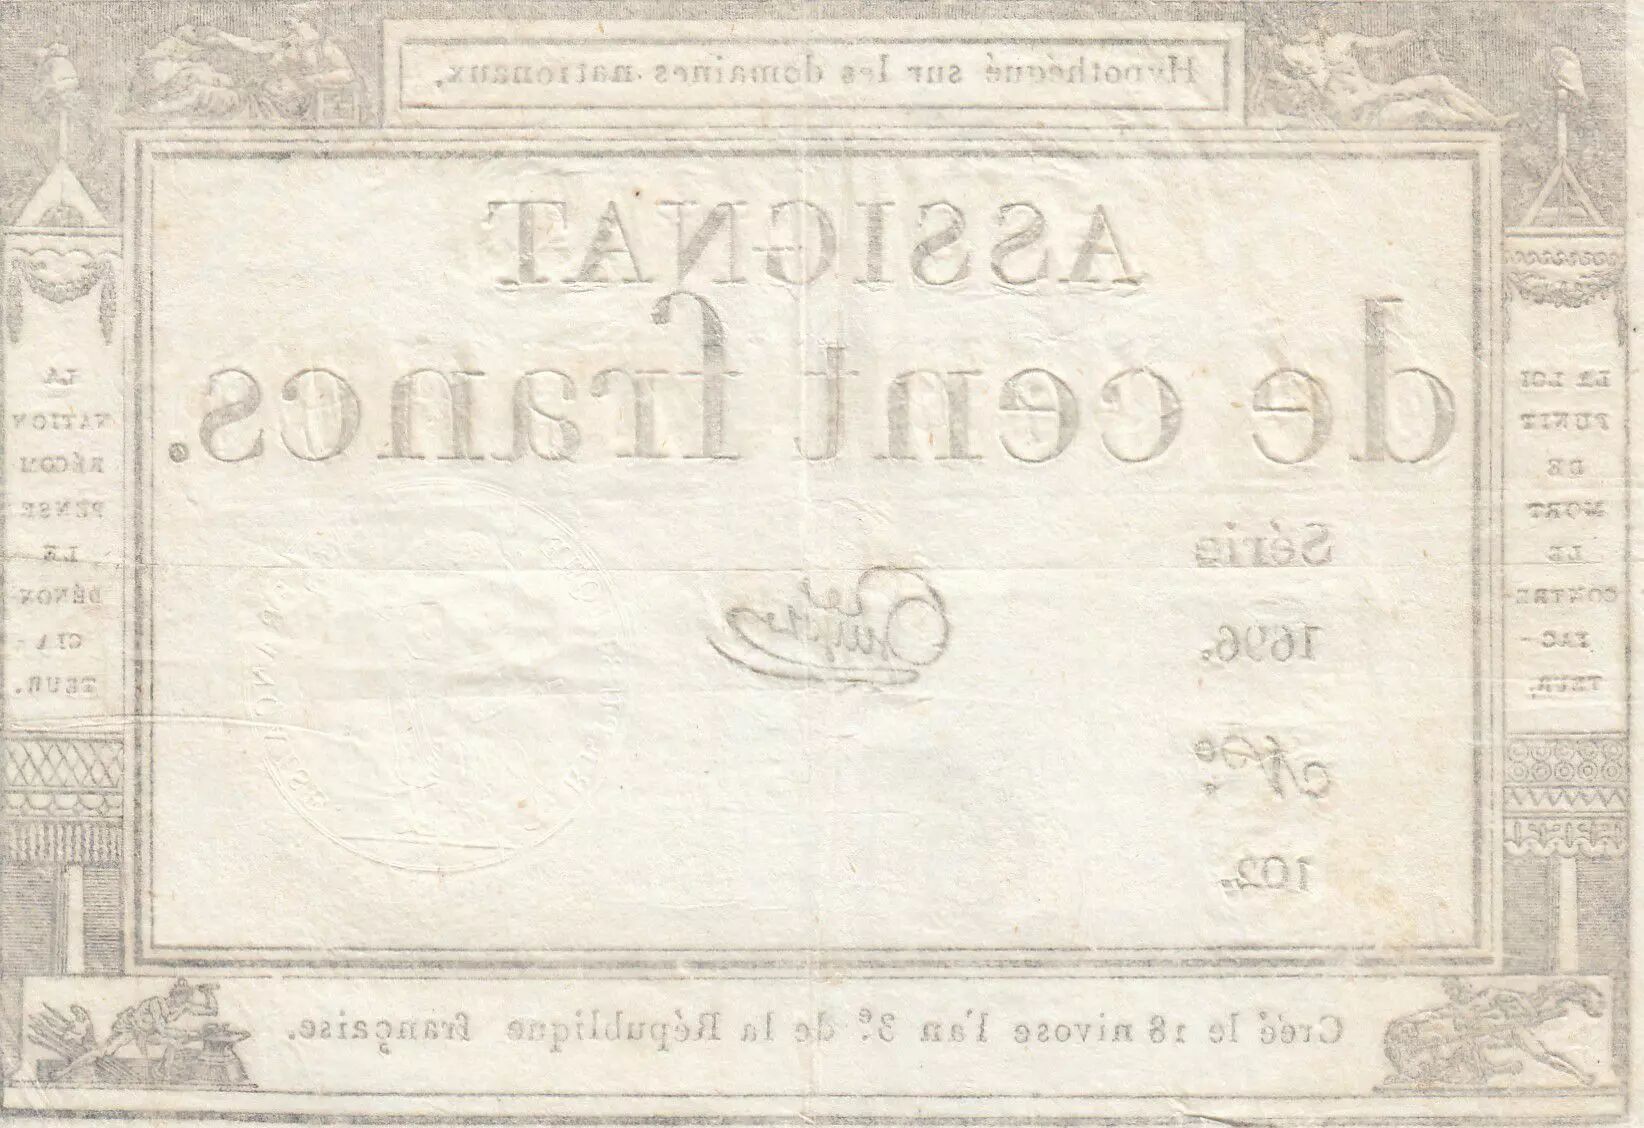 Hypothéqué sur les domaines nationaux.
ASSIGNAT
de cent francs.
Série
1696.
Nº.
102.
LA LOI
PUNIT
DE
MORT
LE
CONTRE-
FAC-
TEUR.
LA
NATION
RÉCOM
PENSE
LE
DÉNON-
CIA-
TEUR.
Créé le 18 nivose l'an 3e. de la République française.